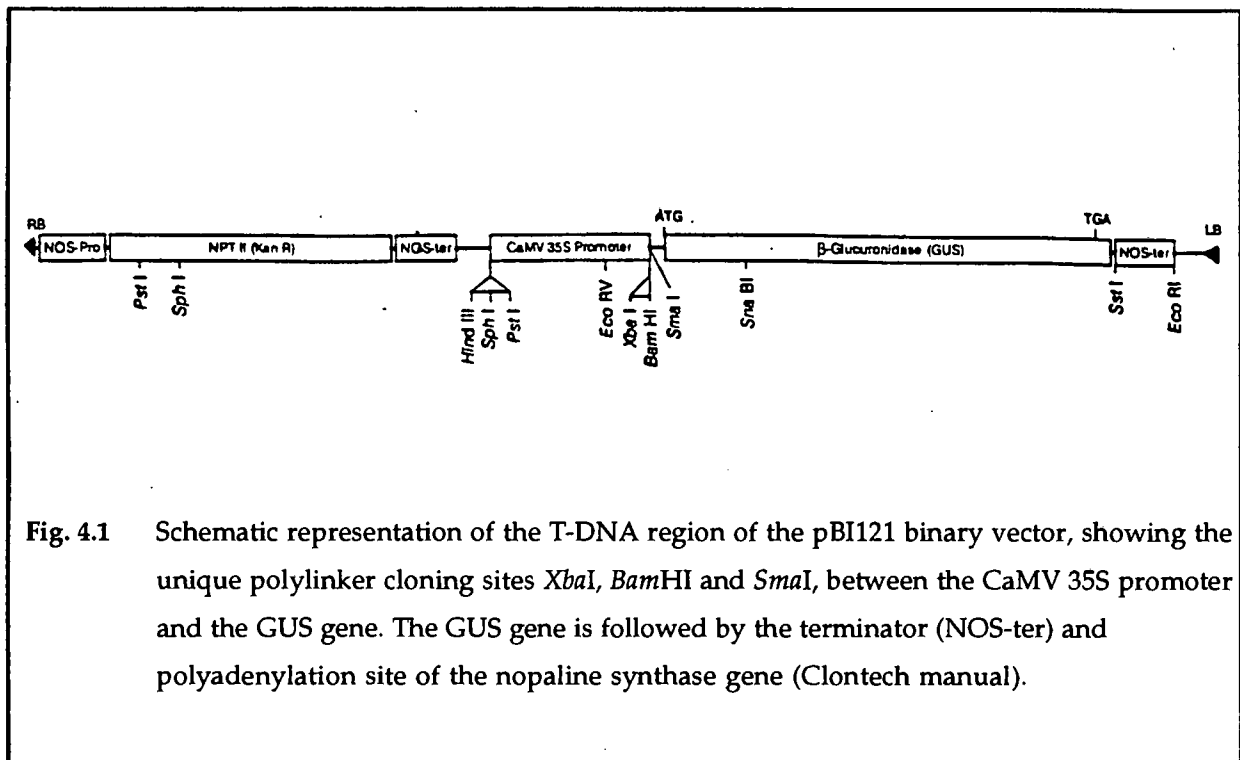 RB
ATG
TGA
LB
NOS-Pro
NPT II (Kan R)
NOS-ter
CaMV 35S Promoter
β-Glucuronidase (GUS)
NOS-ter
Pst I
Sph I
Hind III
Sph I
Pst I
Eco RV
Xba I
Bam HI
Sma I
Sna BI
Sst I
Eco RI
Fig. 4.1 Schematic representation of the T-DNA region of the pBI121 binary vector, showing the
unique polylinker cloning sites XbaI, BamHI and SmaI, between the CaMV 35S promoter
and the GUS gene. The GUS gene is followed by the terminator (NOS-ter) and
polyadenylation site of the nopaline synthase gene (Clontech manual).